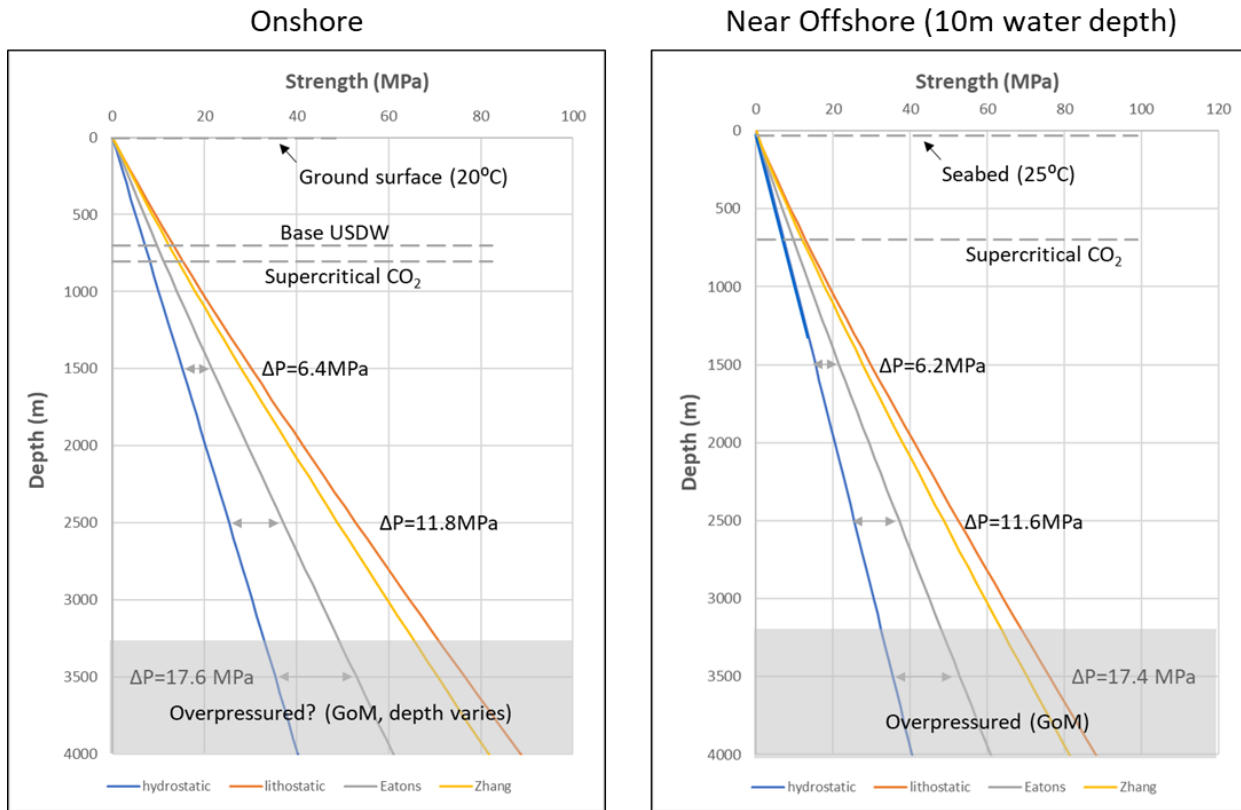 Onshore
Strength (MPa)
0 20 40 60 80 100
0
500
1000
1500
2000
2500
3000
3500
4000
Depth (m)
Ground surface (20⁰C)
Base USDW
Supercritical CO₂
ΔP=6.4MPa
ΔP=11.8MPa
ΔP=17.6 MPa
Overpressured? (GoM, depth varies)
hydrostatic lithostatic Eatons Zhang
Near Offshore (10m water depth)
Strength (MPa)
0 20 40 60 80 100 120
0
500
1000
1500
2000
2500
3000
3500
4000
Depth (m)
Seabed (25⁰C)
Supercritical CO₂
ΔP=6.2MPa
ΔP=11.6MPa
ΔP=17.4 MPa
Overpressured (GoM)
hydrostatic lithostatic Eatons Zhang